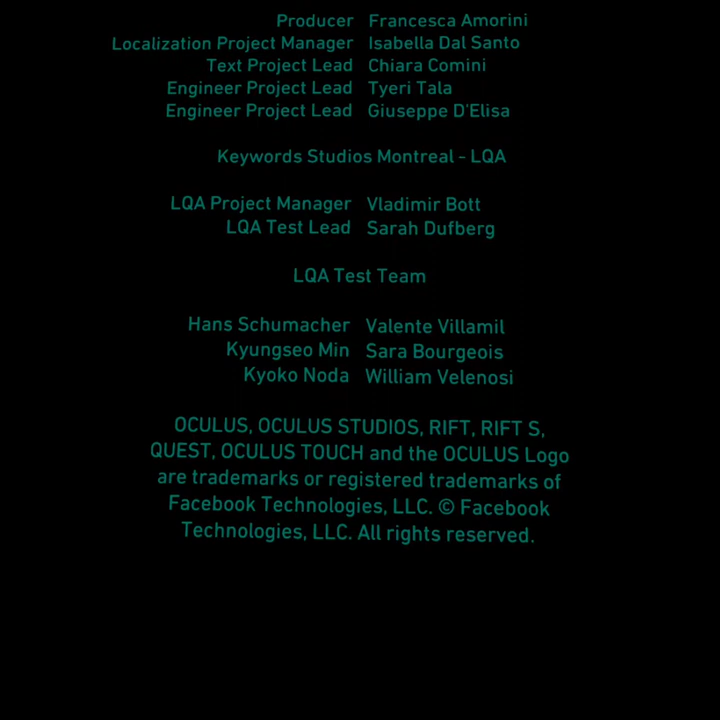 Producer Francesca Amorini
Localization Project Manager Isabella Dal Santo
Text Project Lead Chiara Comini
Engineer Project Lead Tyeri Tala
Engineer Project Lead Giuseppe D'Elisa
Keywords Studios Montreal - LQA
LQA Project Manager Vladimir Bott
LQA Test Lead Sarah Dufberg
LQA Test Team
Hans Schumacher Valente Villamil
Kyungseo Min Sara Bourgeois
Kyoko Noda William Velenosi
OCULUS, OCULUS STUDIOS, RIFT, RIFT S,
QUEST, OCULUS TOUCH and the OCULUS Logo
are trademarks or registered trademarks of
Facebook Technologies, LLC. © Facebook
Technologies, LLC. All rights reserved.